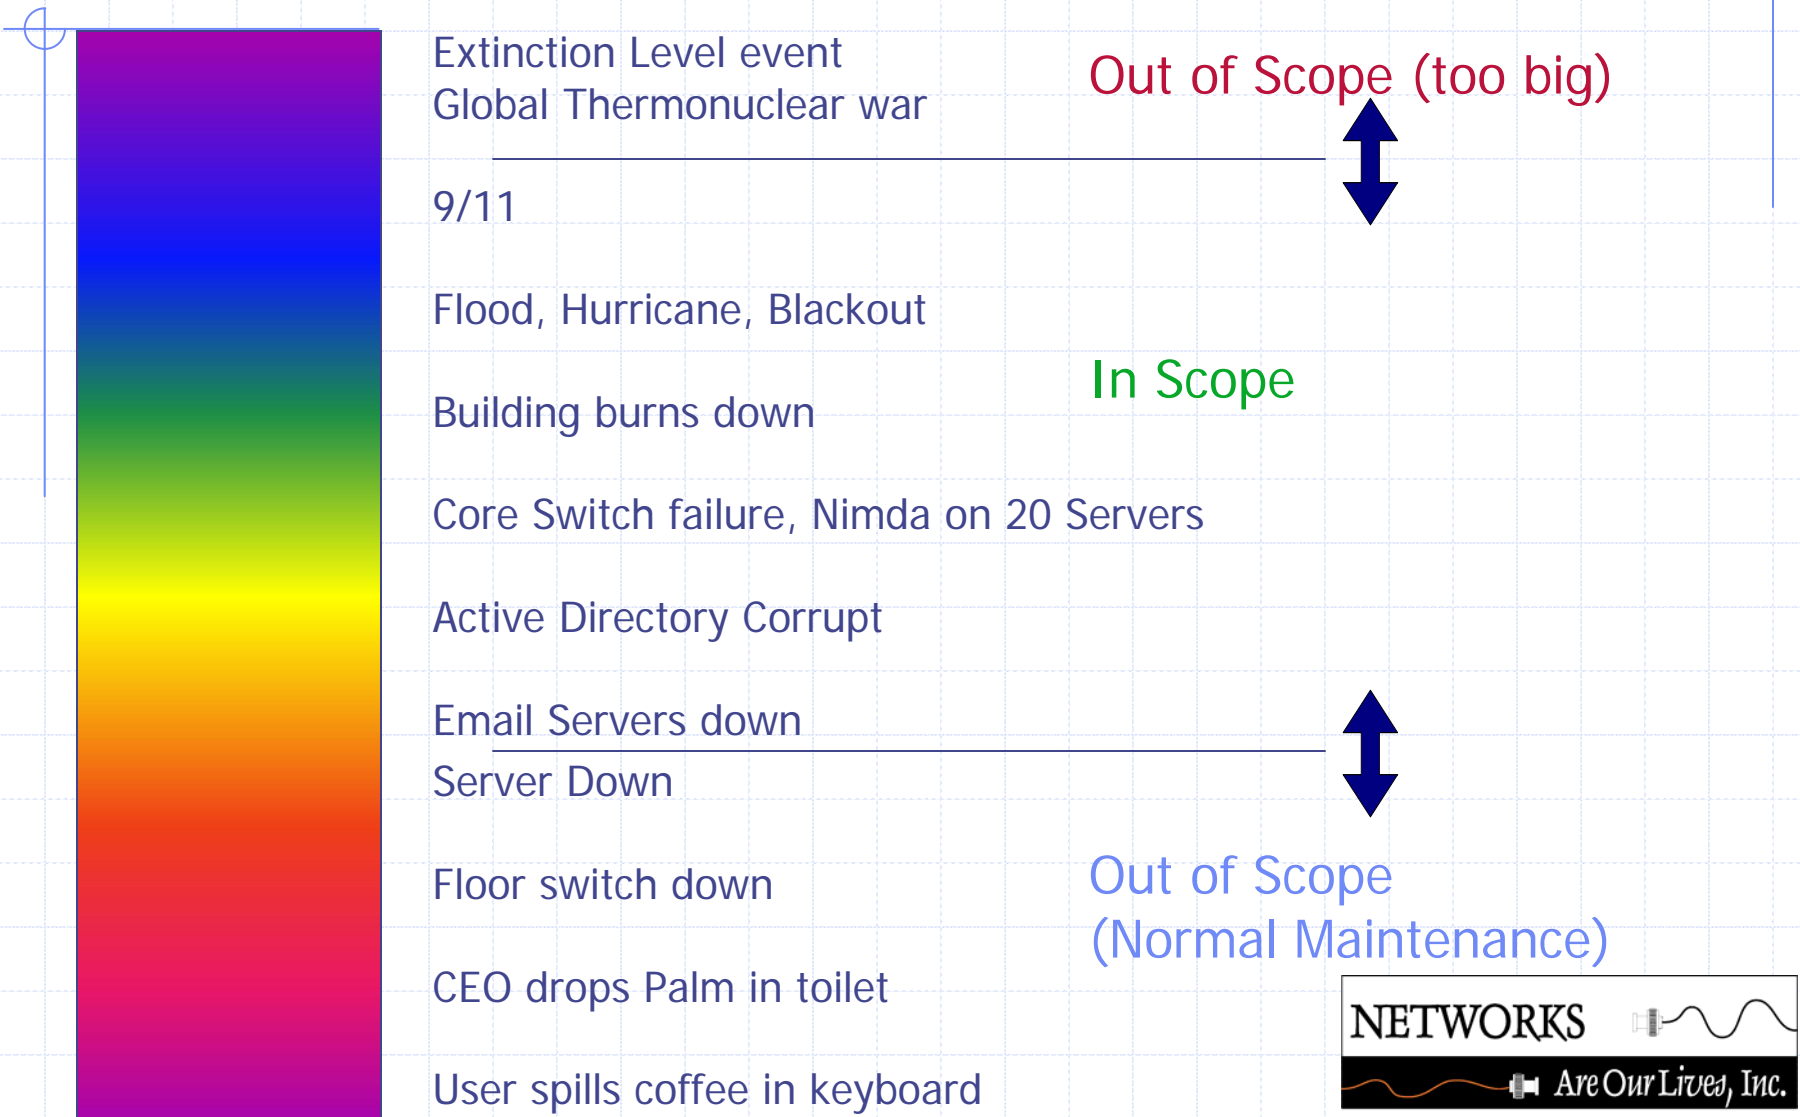 Extinction Level event
Global Thermonuclear war
Out of Scope (too big)
9/11
Flood, Hurricane, Blackout
In Scope
Building burns down
Core Switch failure, Nimda on 20 Servers
Active Directory Corrupt
Email Servers down
Server Down
Floor switch down
Out of Scope
(Normal Maintenance)
CEO drops Palm in toilet
User spills coffee in keyboard
NETWORKS
Are Our Lives, Inc.